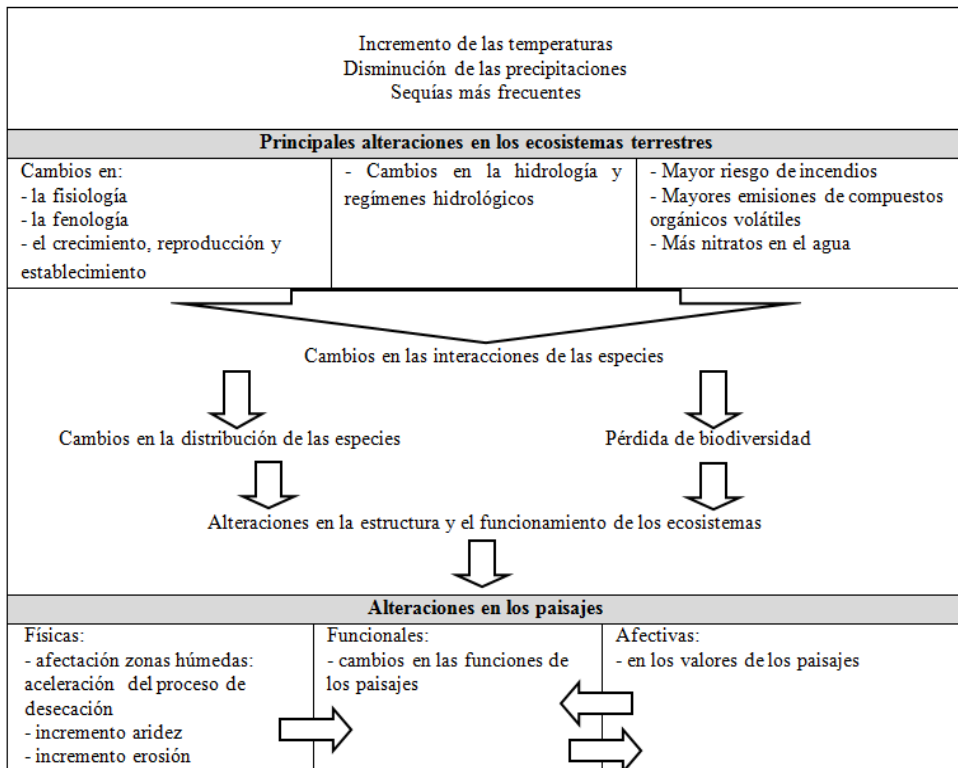 Incremento de las temperaturas
Disminución de las precipitaciones
Sequías más frecuentes
Principales alteraciones en los ecosistemas terrestres
Cambios en:
- la fisiología
- la fenología
- el crecimiento, reproducción y
establecimiento
- Cambios en la hidrología y
regímenes hidrológicos
- Mayor riesgo de incendios
- Mayores emisiones de compuestos
orgánicos volátiles
- Más nitratos en el agua
Cambios en las interacciones de las especies
Cambios en la distribución de las especies
Pérdida de biodiversidad
Alteraciones en la estructura y el funcionamiento de los ecosistemas
Alteraciones en los paisajes
Físicas:
- afectación zonas húmedas:
aceleración del proceso de
desecación
- incremento aridez
- incremento erosión
Funcionales:
- cambios en las funciones de
los paisajes
Afectivas:
- en los valores de los paisajes